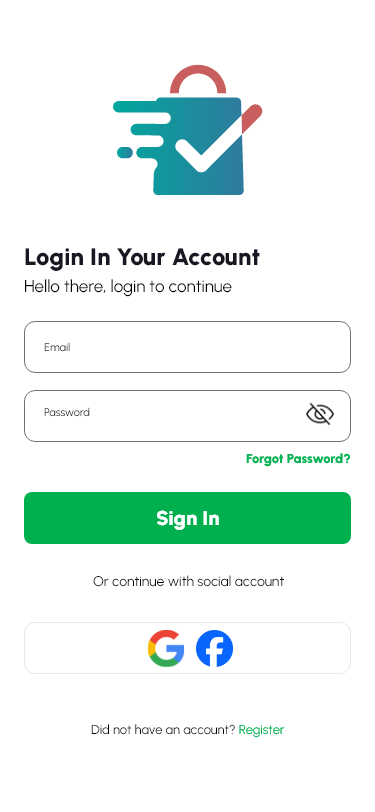 Login In Your Account
Hello there, login to continue
Email
Password
Forgot Password?
Sign In
Or continue with social account
Did not have an account? Register